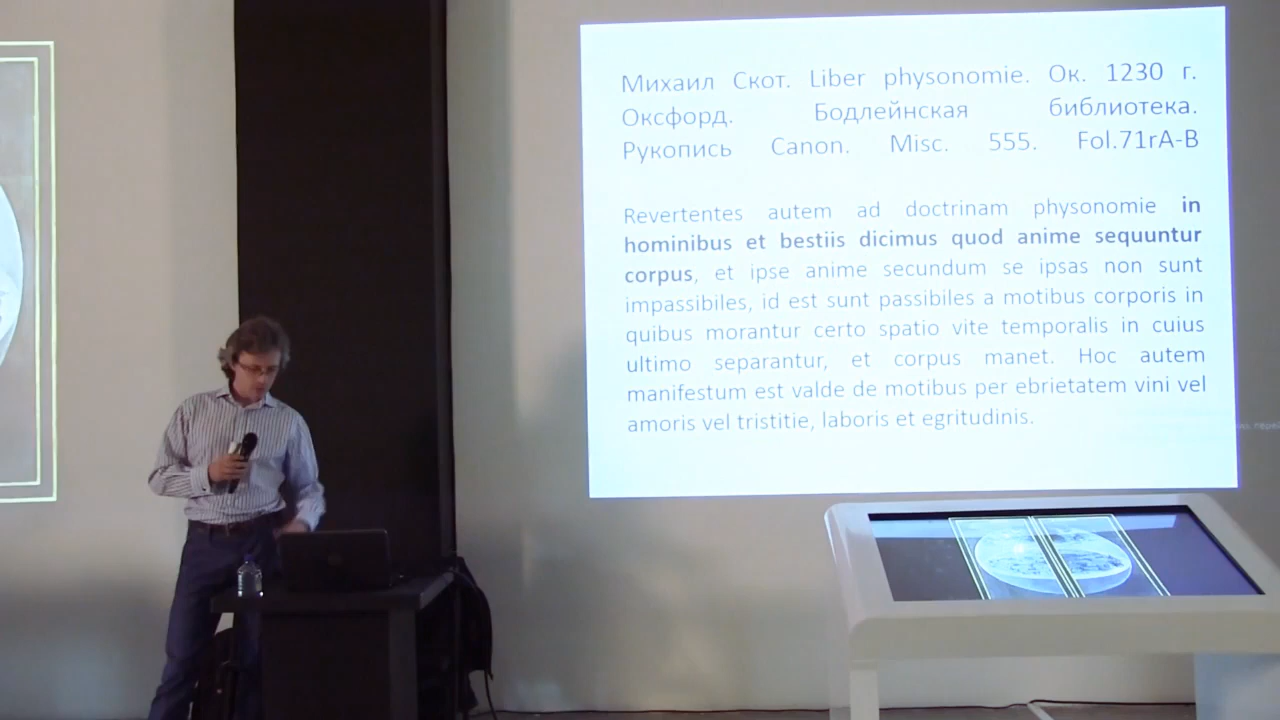 Михаил Скот. Liber physonomie. Ок. 1230 г.
Оксфорд. Бодлейнская библиотека.
Рукопись Canon. Misc. 555. Fol.71rA-B
Revertentes autem ad doctrinam physonomie in
hominibus et bestiis dicimus quod anime sequuntur
corpus, et ipse anime secundum se ipsas non sunt
impassibiles, id est sunt passibiles a motibus corporis in
quibus morantur certo spatio vite temporalis in cuius
ultimo separantur, et corpus manet. Hoc autem
manifestum est valde de motibus per ebrietatem vini vel
amoris vel tristitie, laboris et egritudinis.